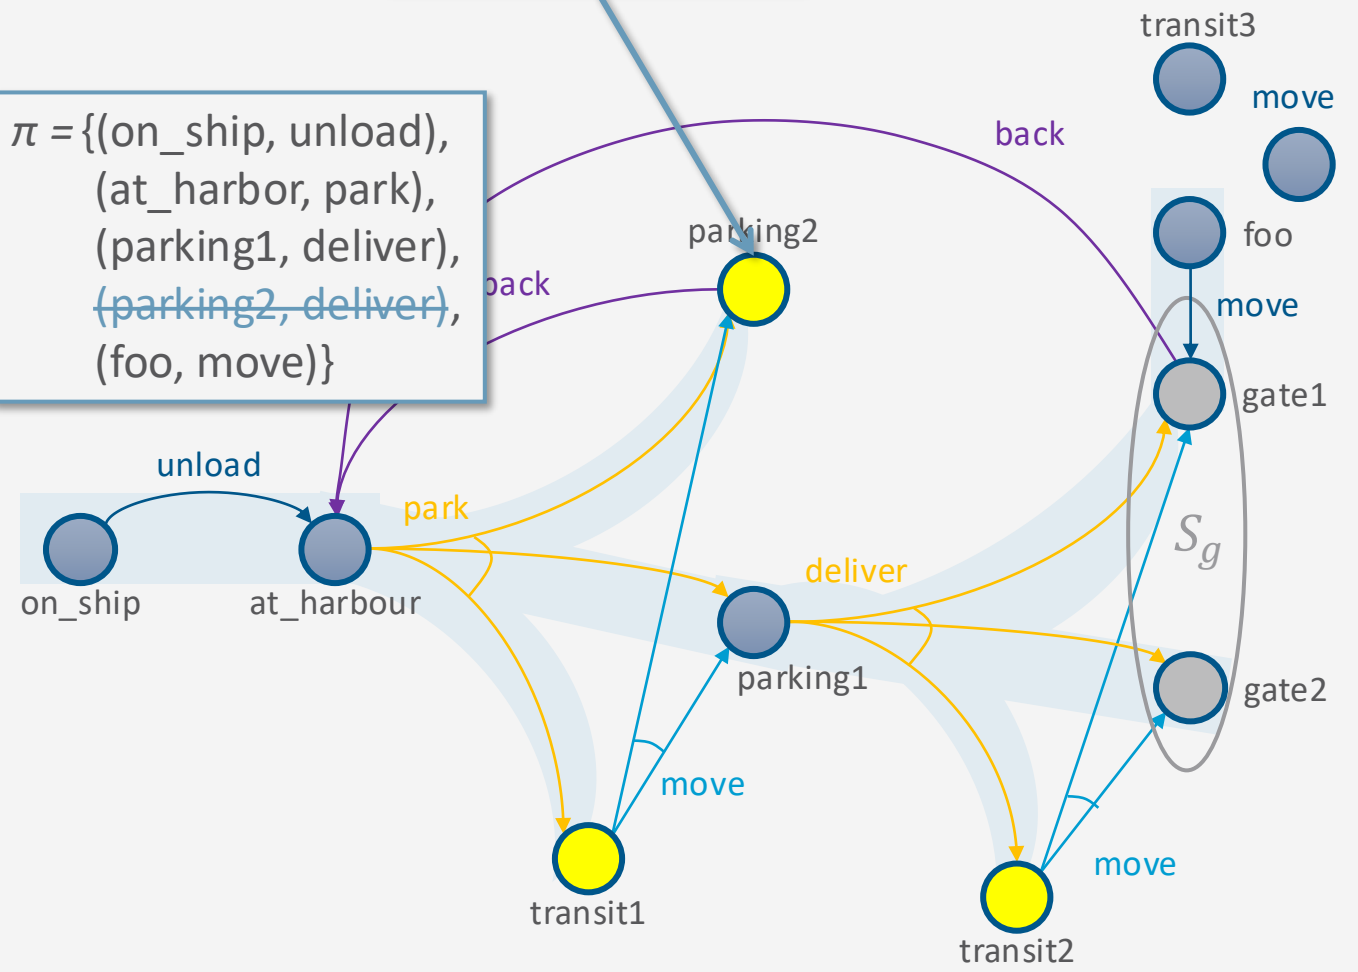 transit3
move
back
π = {(on_ship, unload),
(at_harbor, park),
(parking1, deliver),
(parking2, deliver),
(foo, move)}
parking2
foo
back
move
gate1
unload
park
S_g
deliver
on_ship
at_harbour
parking1
gate2
move
move
transit1
transit2